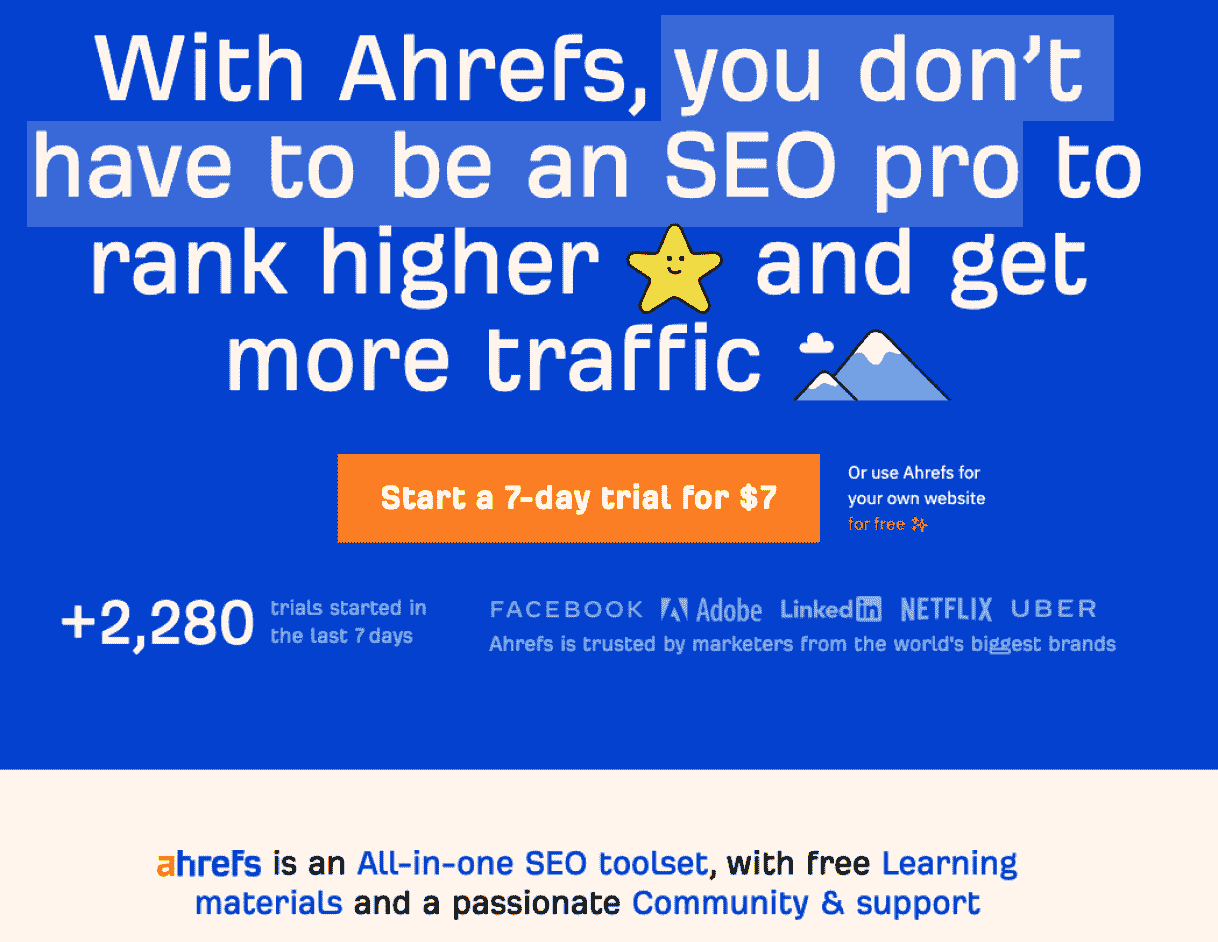 With Ahrefs, you don’t
have to be an SEO pro to
rank higher and get
more traffic
Start a 7-day trial for $7
Or use Ahrefs for
your own website
for free
+2,280
trials started in
the last 7 days
FACEBOOK Adobe Linked in NETFLIX UBER
Ahrefs is trusted by marketers from the world's biggest brands
ahrefs is an All-in-one SEO toolset, with free Learning
materials and a passionate Community & support